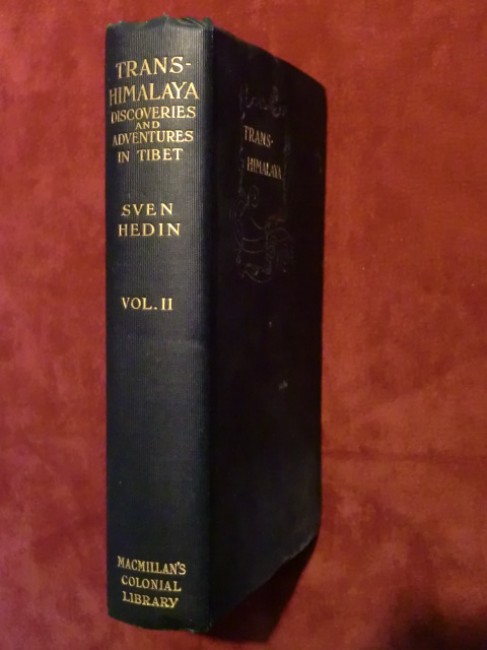 TRANS-
HIMALAYA
DISCOVERIES
AND
ADVENTURES
IN TIBET
SVEN
HEDIN
VOL. II
MACMILLAN'S
COLONIAL
LIBRARY
TRANS-
HIMALAYA